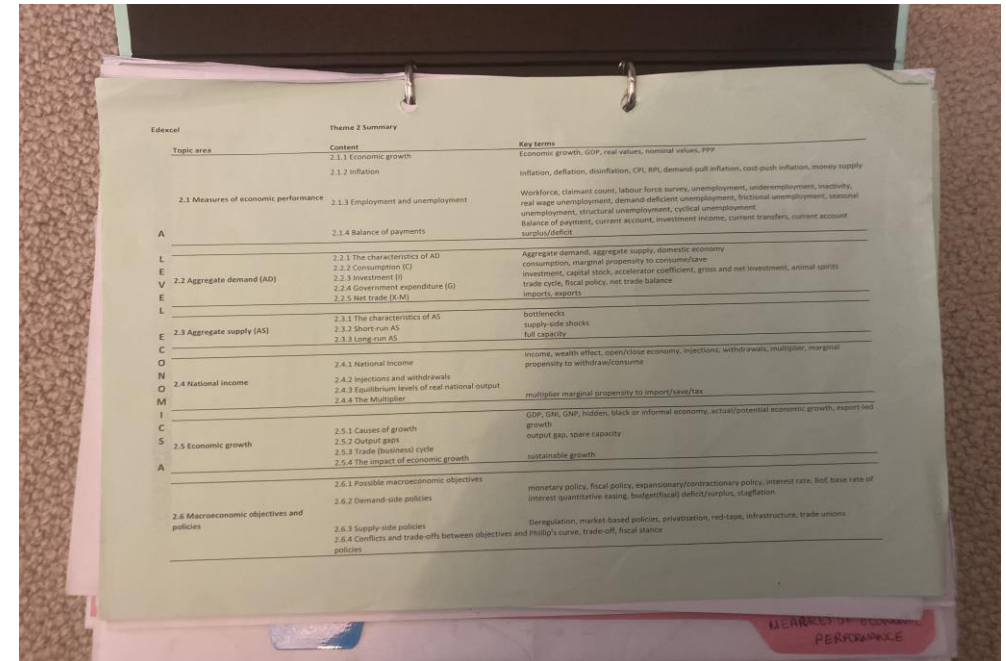 Edexcel Theme 2 Summary
Topic area Content Key terms
2.1.1 Economic growth Economic growth, GDP, real values, nominal values, PPP
2.1.2 Inflation Inflation, deflation, disinflation, CPI, RPI, demand-pull inflation, cost-push inflation, money supply
Workforce, claimant count, labour force survey, unemployment, underemployment, inactivity,
2.1 Measures of economic performance 2.1.3 Employment and unemployment real wage unemployment, demand-deficient unemployment, frictional unemployment, seasonal
unemployment, structural unemployment, cyclical unemployment
Balance of payment, current account, investment income, current transfers, current account
A 2.1.4 Balance of payments surplus/deficit
L 2.2.1 The characteristics of AD Aggregate demand, aggregate supply, domestic economy
E 2.2.2 Consumption (C) consumption, marginal propensity to consume/save
V 2.2 Aggregate demand (AD) 2.2.3 Investment (I) investment, capital stock, accelerator coefficient, gross and net investment, animal spirits
E 2.2.4 Government expenditure (G) trade cycle, fiscal policy, net trade balance
2.2.5 Net trade (X-M) imports, exports
L 2.3.1 The characteristics of AS bottlenecks
E 2.3 Aggregate supply (AS) 2.3.2 Short-run AS supply-side shocks
C 2.3.3 Long-run AS full capacity
O 2.4.1 National Income Income, wealth effect, open/close economy, injections, withdrawals, multiplier, marginal
propensity to withdraw/consume
N 2.4 National income 2.4.2 Injections and withdrawals
O 2.4.3 Equilibrium levels of real national output
M 2.4.4 The Multiplier multiplier marginal propensity to import/save/tax
I GDP, GNI, GNP, hidden, black or informal economy, actual/potential economic growth, export-led
C 2.5.1 Causes of growth growth
S 2.5 Economic growth 2.5.2 Output gaps output gap, spare capacity
2.5.3 Trade (business) cycle
A 2.5.4 The impact of economic growth sustainable growth
2.6.1 Possible macroeconomic objectives
monetary policy, fiscal policy, expansionary/contractionary policy, interest rate, BoE, base rate of
2.6.2 Demand-side policies interest quantitative easing, budget(fiscal) deficit/surplus, stagflation
2.6 Macroeconomic objectives and
policies 2.6.3 Supply-side policies Deregulation, market-based policies, privatisation, red-tape, infrastructure, trade unions
2.6.4 Conflicts and trade-offs between objectives and Phillip's curve, trade-off, fiscal stance
policies
PERFORMANCE